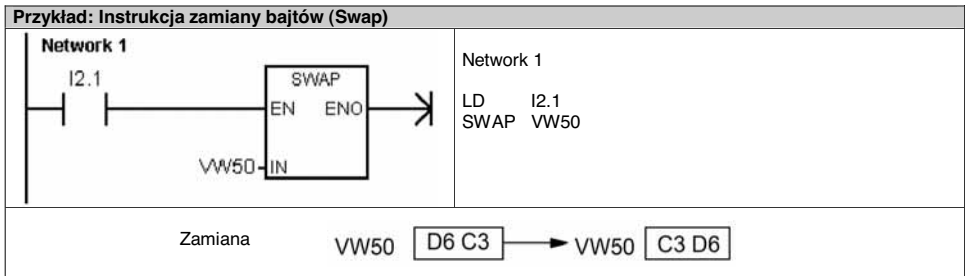 Przykład: Instrukcja zamiany bajtów (Swap)
Network 1
I2.1
SWAP
EN ENO
VW50 IN
Network 1
LD I2.1
SWAP VW50
Zamiana VW50 D6 C3 VW50 C3 D6